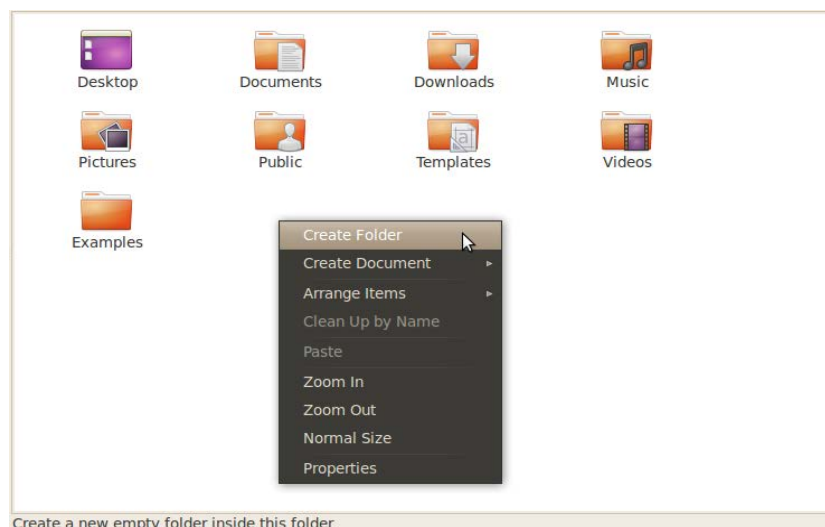 Desktop Documents Downloads Music
Pictures Public Templates Videos
Examples
Create Folder
Create Document
Arrange Items
Clean Up by Name
Paste
Zoom In
Zoom Out
Normal Size
Properties
Create a new empty folder inside this folder